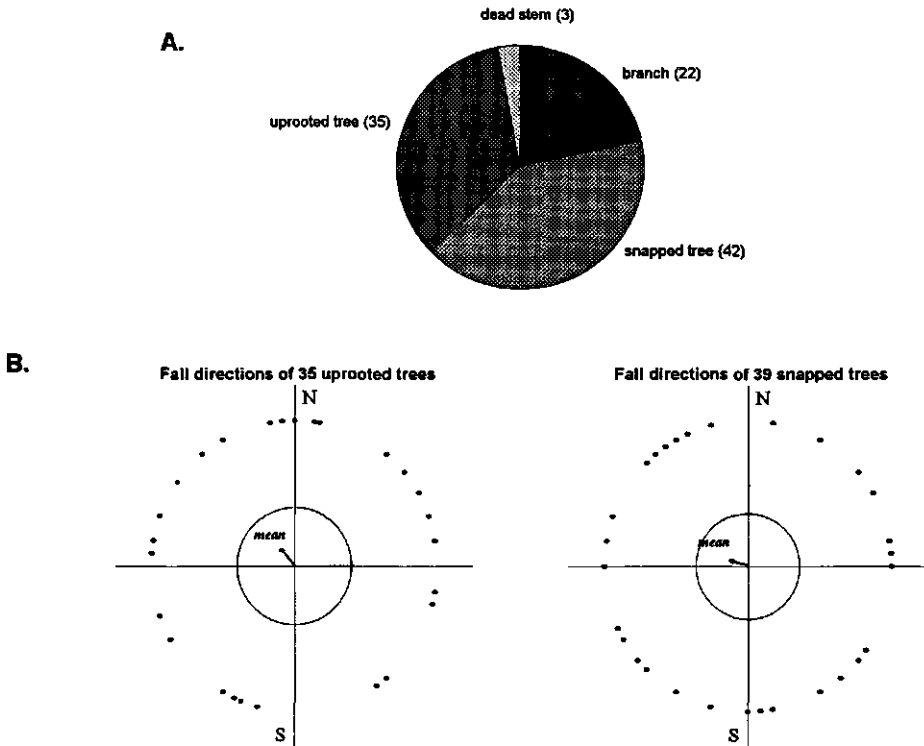 dead stem (3)
A.
branch (22)
uprooted tree (35)
snapped tree (42)
B.
Fall directions of 35 uprooted trees
N
mean
S
Fall directions of 39 snapped trees
N
mean
S